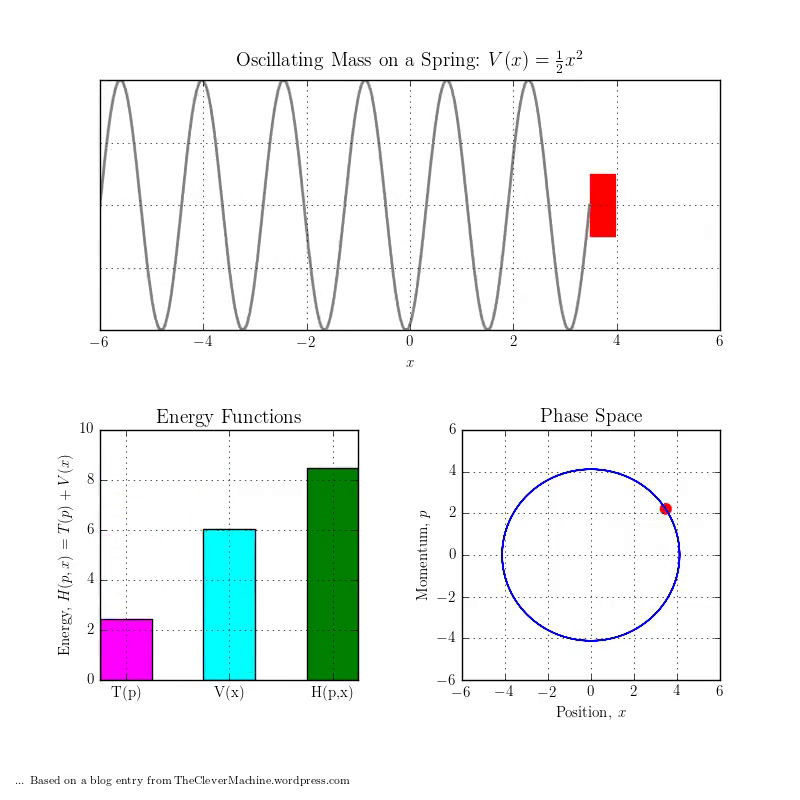 Oscillating Mass on a Spring: V(x) = ½x²
−6 −4 −2 0 2 4 6
x
Energy Functions
Energy, H(p, x) = T(p) + V(x)
10
8
6
4
2
0
T(p) V(x) H(p,x)
Phase Space
Momentum, p
6
4
2
0
−2
−4
−6
−6 −4 −2 0 2 4 6
Position, x
... Based on a blog entry from TheCleverMachine.wordpress.com